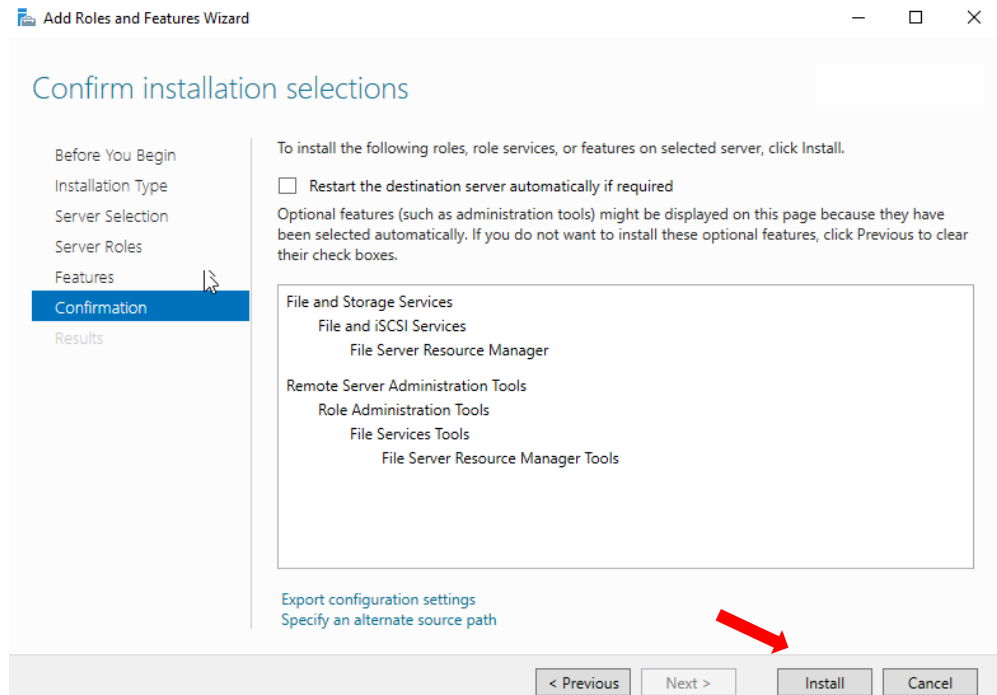 Add Roles and Features Wizard
Confirm installation selections
Before You Begin
Installation Type
Server Selection
Server Roles
Features
Confirmation
Results
To install the following roles, role services, or features on selected server, click Install.
Restart the destination server automatically if required
Optional features (such as administration tools) might be displayed on this page because they have
been selected automatically. If you do not want to install these optional features, click Previous to clear
their check boxes.
File and Storage Services
File and iSCSI Services
File Server Resource Manager
Remote Server Administration Tools
Role Administration Tools
File Services Tools
File Server Resource Manager Tools
Export configuration settings
Specify an alternate source path
< Previous
Next >
Install
Cancel